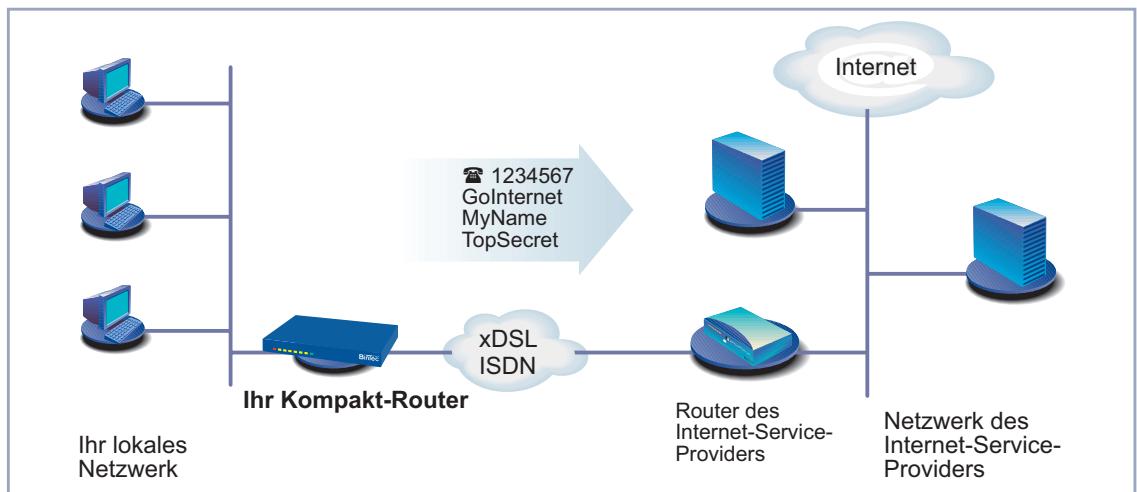 Internet
☎ 1234567
GoInternet
MyName
TopSecret
BinTec
xDSL
ISDN
Ihr Kompakt-Router
Ihr lokales
Netzwerk
Router des
Internet-Service-
Providers
Netzwerk des
Internet-Service-
Providers